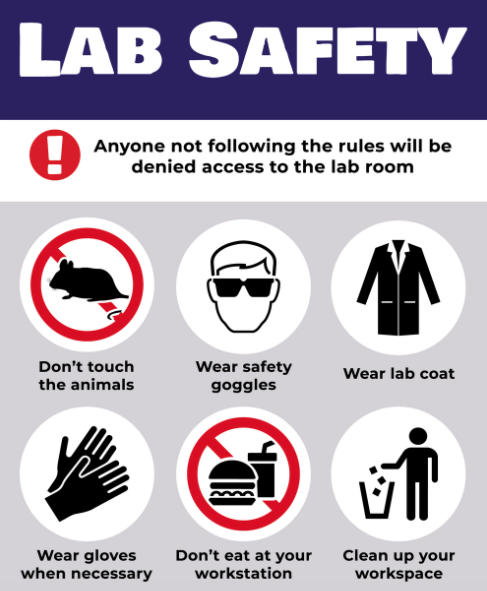 LAB SAFETY
!
Anyone not following the rules will be
denied access to the lab room
Don't touch
the animals
Wear safety
goggles
Wear lab coat
Wear gloves
when necessary
Don't eat at your
workstation
Clean up your
workspace